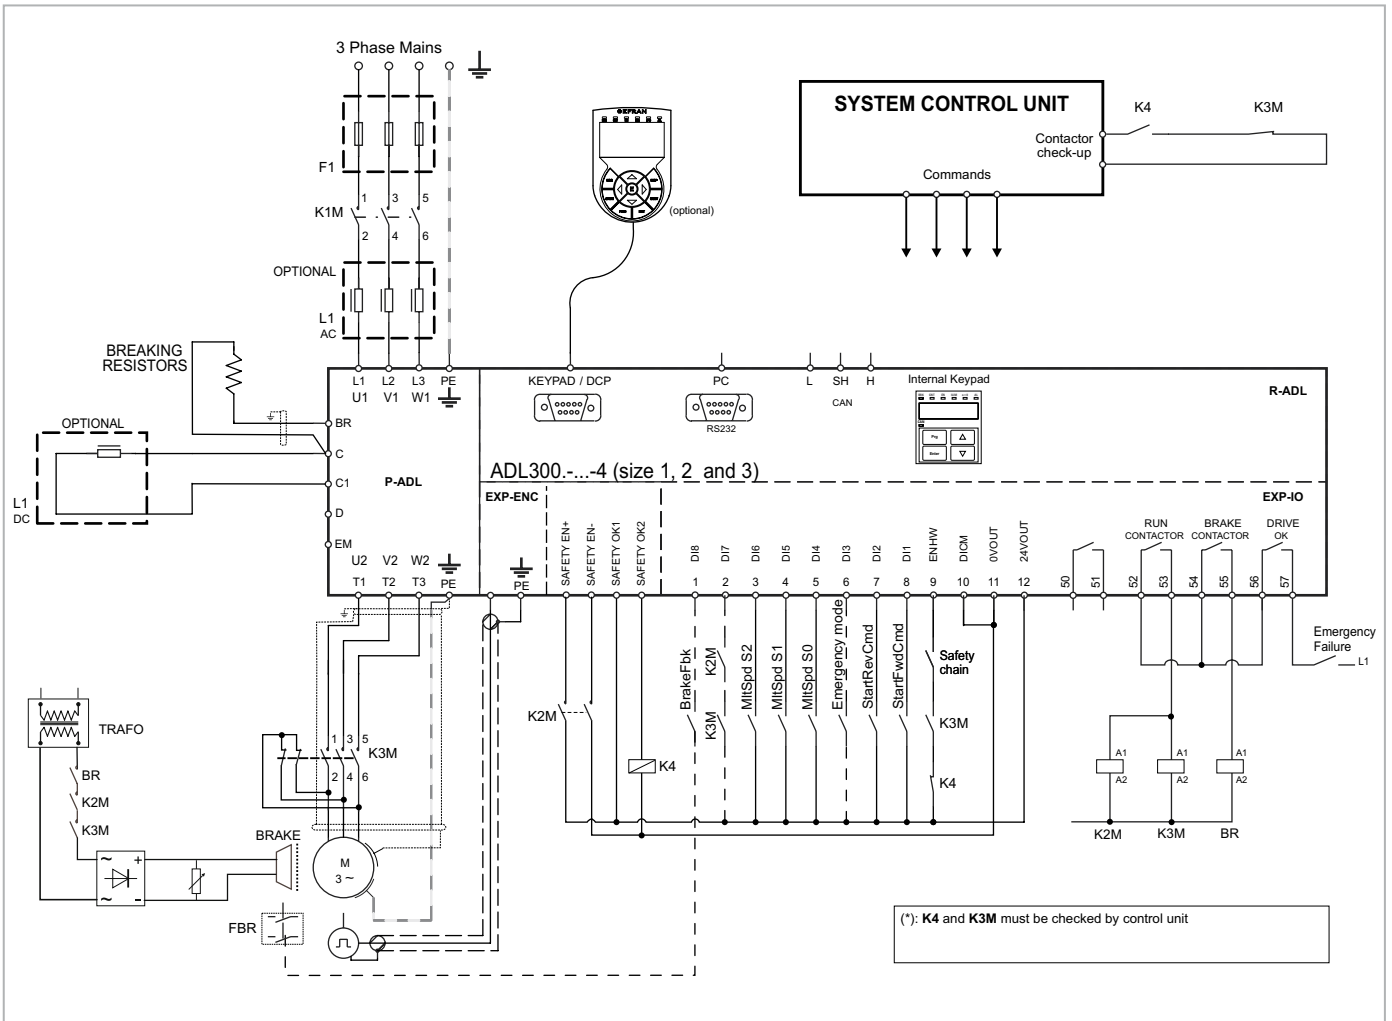 3 Phase Mains
F1
K1M
1 3 5
2 4 6
OPTIONAL
L1
AC
BREAKING
RESISTORS
OPTIONAL
L1
DC
GEFRAN
(optional)
SYSTEM CONTROL UNIT
Contactor
check-up
Commands
K4 K3M
L1 L2 L3 PE
U1 V1 W1
BR
C
C1
D
EM
P-ADL
U2 V2 W2
T1 T2 T3 PE
KEYPAD / DCP
PC
RS232
L SH H
CAN
Internal Keypad
Prg
Enter
R-ADL
ADL300.-...-4 (size 1, 2 and 3)
EXP-ENC
PE
SAFETY EN+
SAFETY EN-
SAFETY OK1
SAFETY OK2
EXP-IO
DI8
DI7
DI6
DI5
DI4
DI3
DI2
DI1
ENHW
DICM
0VOUT
24VOUT
1 2 3 4 5 6 7 8 9 10 11 12
RUN
CONTACTOR
BRAKE
CONTACTOR
DRIVE
OK
50 51 52 53 54 55 56 57
K2M
K4
BrakeFbk
K2M
K3M
MltSpd S2
MltSpd S1
MltSpd S0
Emergency mode
StartRevCmd
StartFwdCmd
Safety
chain
K3M
K4
Emergency
Failure
L1
A1 A1 A1
A2 A2 A2
K2M K3M BR
TRAFO
BR
K2M
K3M
~ +
~ -
1 3 5
K3M
2 4 6
BRAKE
M
3 ~
FBR
(*): K4 and K3M must be checked by control unit